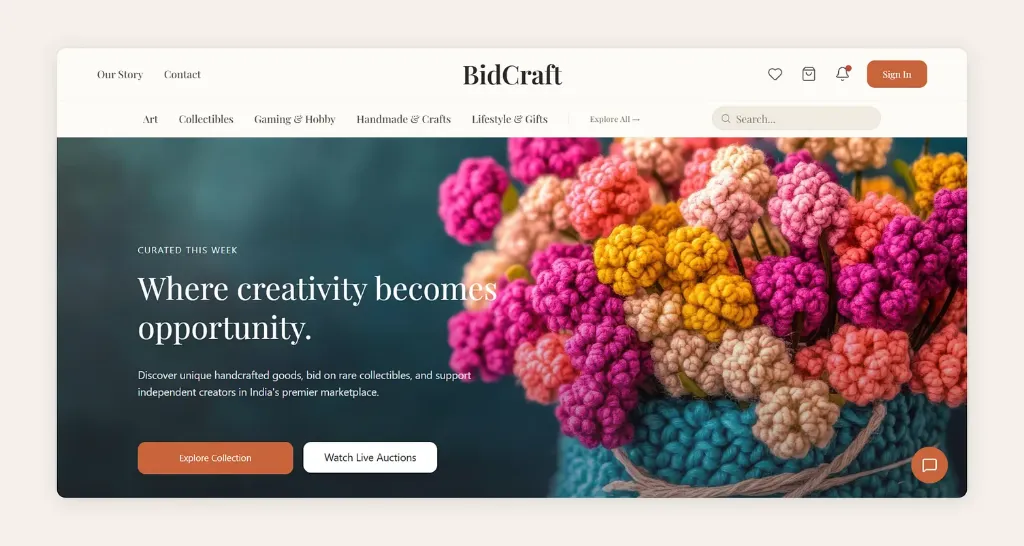 Our Story
Contact
BidCraft
Sign In
Art
Collectibles
Gaming & Hobby
Handmade & Crafts
Lifestyle & Gifts
Explore All →
Search...
CURATED THIS WEEK
Where creativity becomes
opportunity.
Discover unique handcrafted goods, bid on rare collectibles, and support
independent creators in India's premier marketplace.
Explore Collection
Watch Live Auctions